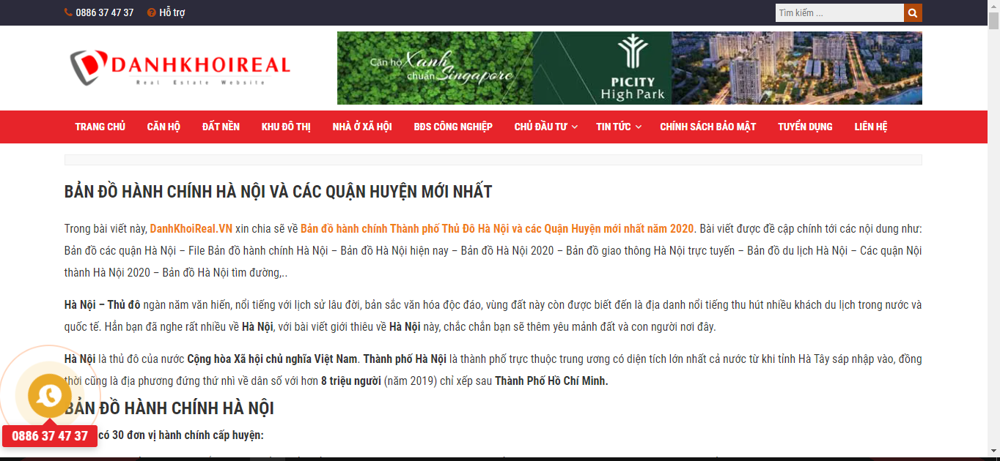 0886 37 47 37 Hỗ trợ Tìm kiếm ...
DANHKHOIREAL
Real Estate Website
Căn hộ Xanh
chuẩn Singapore
PICITY
High Park
TRANG CHỦ CĂN HỘ ĐẤT NỀN KHU ĐÔ THỊ NHÀ Ở XÃ HỘI BĐS CÔNG NGHIỆP CHỦ ĐẦU TƯ TIN TỨC CHÍNH SÁCH BẢO MẬT TUYỂN DỤNG LIÊN HỆ
BẢN ĐỒ HÀNH CHÍNH HÀ NỘI VÀ CÁC QUẬN HUYỆN MỚI NHẤT
Trong bài viết này, DanhKhoiReal.VN xin chia sẽ về Bản đồ hành chính Thành phố Thủ Đô Hà Nội và các Quận Huyện mới nhất năm 2020. Bài viết được đề cập chính tới các nội dung như:
Bản đồ các quận Hà Nội – File Bản đồ hành chính Hà Nội – Bản đồ Hà Nội hiện nay – Bản đồ Hà Nội 2020 – Bản đồ giao thông Hà Nội trực tuyến – Bản đồ du lịch Hà Nội – Các quận Nội
thành Hà Nội 2020 – Bản đồ Hà Nội tìm đường,..
Hà Nội – Thủ đô ngàn năm văn hiến, nổi tiếng với lịch sử lâu đời, bản sắc văn hóa độc đáo, vùng đất này còn được biết đến là địa danh nổi tiếng thu hút nhiều khách du lịch trong nước và
quốc tế. Hẳn bạn đã nghe rất nhiều về Hà Nội, với bài viết giới thiêu về Hà Nội này, chắc chắn bạn sẽ thêm yêu mảnh đất và con người nơi đây.
Hà Nội là thủ đô của nước Cộng hòa Xã hội chủ nghĩa Việt Nam. Thành phố Hà Nội là thành phố trực thuộc trung ương có diện tích lớn nhất cả nước từ khi tỉnh Hà Tây sáp nhập vào, đồng
thời cũng là địa phương đứng thứ nhì về dân số với hơn 8 triệu người (năm 2019) chỉ xếp sau Thành Phố Hồ Chí Minh.
BẢN ĐỒ HÀNH CHÍNH HÀ NỘI
có 30 đơn vị hành chính cấp huyện:
0886 37 47 37